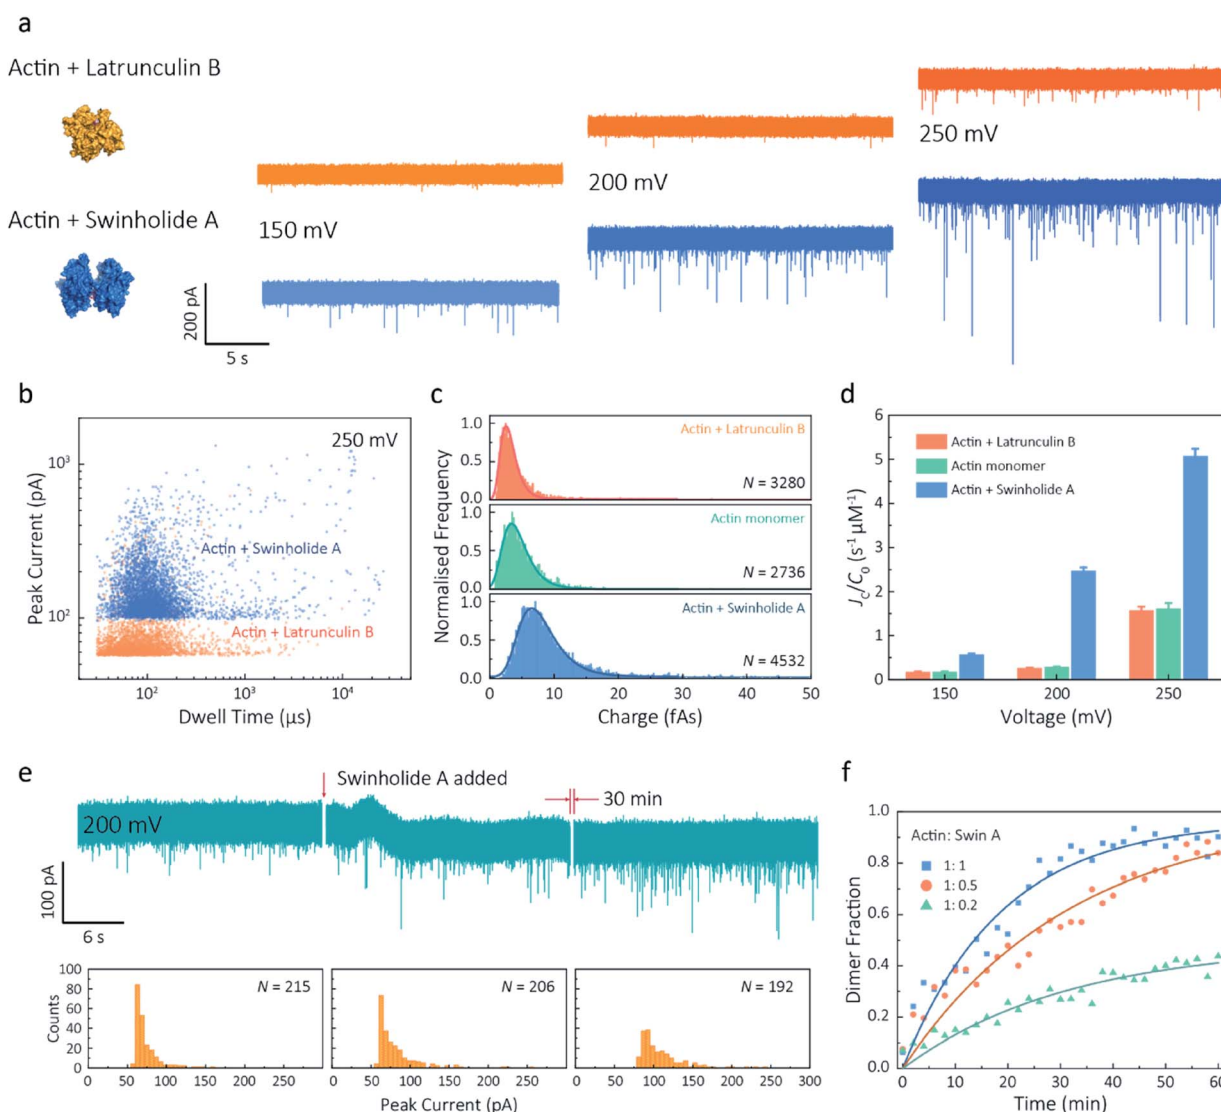 a
Actin + Latrunculin B
250 mV
200 mV
Actin + Swinholide A
150 mV
200 pA
5 s
b
250 mV
10³
10²
Actin + Swinholide A
Actin + Latrunculin B
10² 10³ 10⁴
Peak Current (pA)
Dwell Time (μs)
c
Actin + Latrunculin B
N = 3280
Actin monomer
N = 2736
Actin + Swinholide A
N = 4532
1.0
0.5
0.0
1.0
0.5
0.0
1.0
0.5
0.0
0 10 20 30 40 50
Normalised Frequency
Charge (fAs)
d
Actin + Latrunculin B
Actin monomer
Actin + Swinholide A
6
5
4
3
2
1
0
150 200 250
J_C/C_0 (s⁻¹ μM⁻¹)
Voltage (mV)
e
Swinholide A added
30 min
200 mV
100 pA
6 s
N = 215
N = 206
N = 192
100
80
60
40
20
0
Counts
0 50 100 150 200 250
0 50 100 150 200 250
0 50 100 150 200 250 300
Peak Current (pA)
f
Actin: Swin A
1: 1
1: 0.5
1: 0.2
1.0
0.8
0.6
0.4
0.2
0.0
0 10 20 30 40 50 60
Dimer Fraction
Time (min)